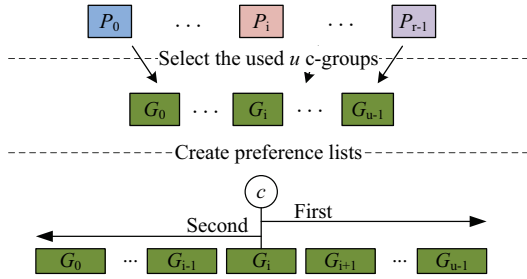 P0 ... Pi ... Pr-1
Select the used u c-groups
G0 ... Gi ... Gu-1
Create preference lists
c
First
Second
G0 ... Gi-1 Gi Gi+1 ... Gu-1